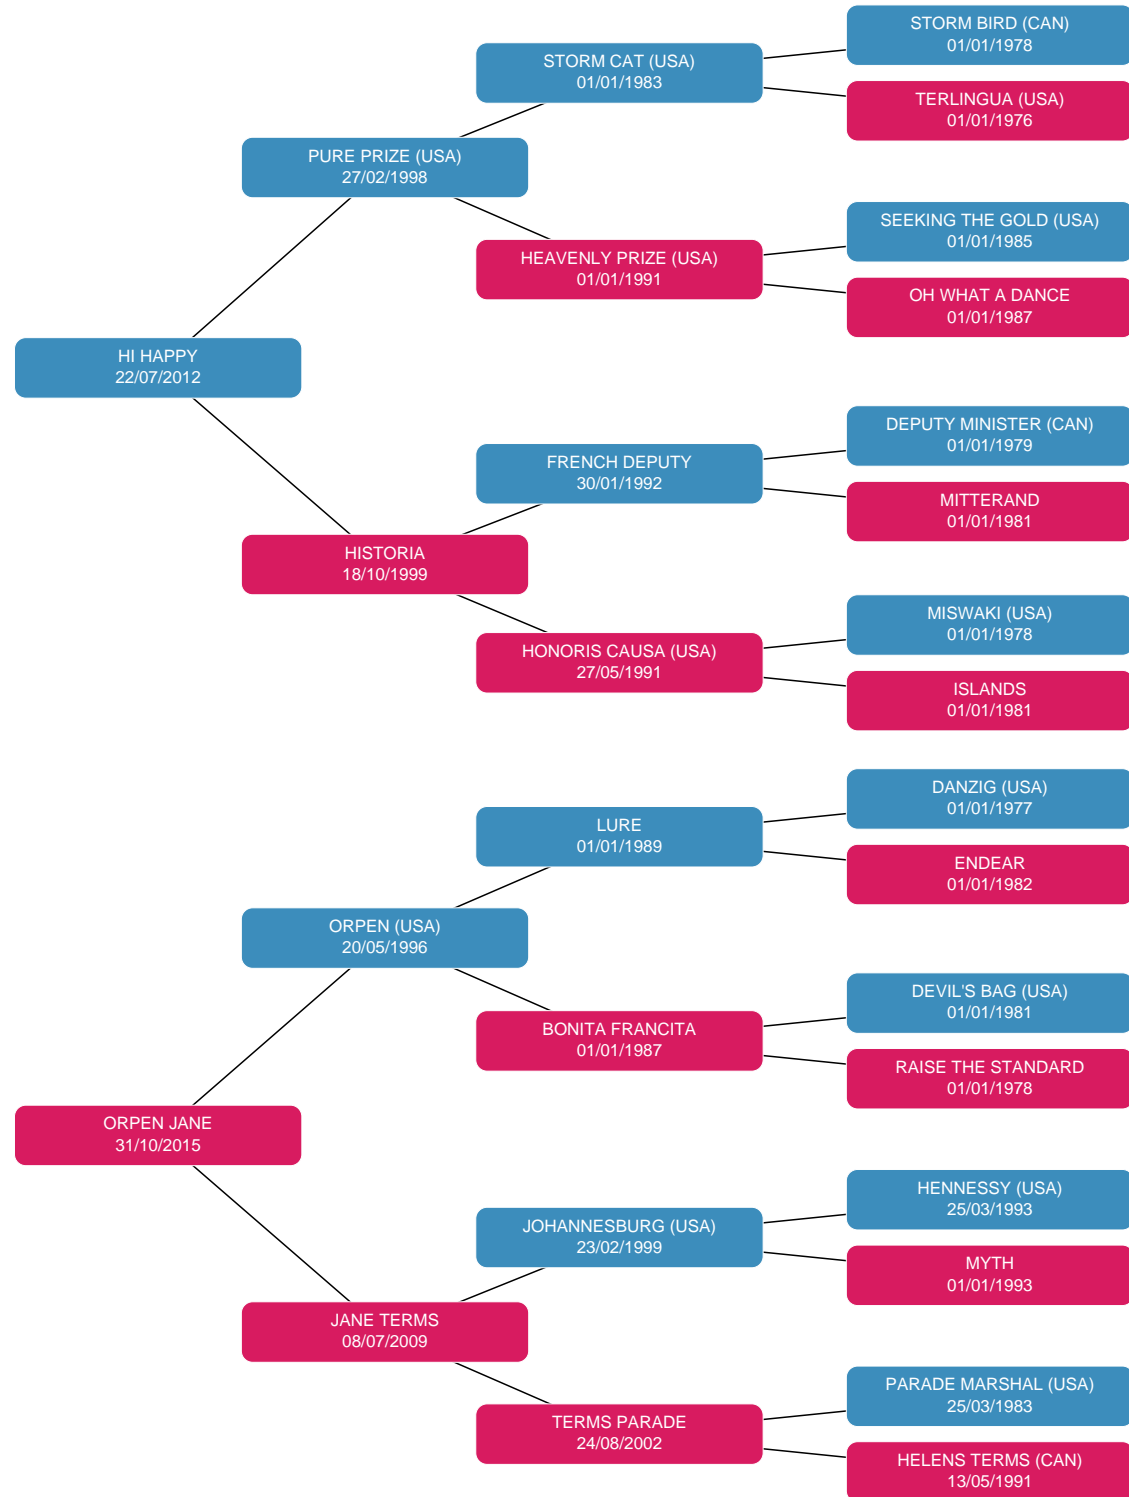 STORM BIRD (CAN)
01/01/1978
STORM CAT (USA)
01/01/1983
TERLINGUA (USA)
01/01/1976
PURE PRIZE (USA)
27/02/1998
SEEKING THE GOLD (USA)
01/01/1985
HEAVENLY PRIZE (USA)
01/01/1991
OH WHAT A DANCE
01/01/1987
HI HAPPY
22/07/2012
DEPUTY MINISTER (CAN)
01/01/1979
FRENCH DEPUTY
30/01/1992
MITTERAND
01/01/1981
HISTORIA
18/10/1999
MISWAKI (USA)
01/01/1978
HONORIS CAUSA (USA)
27/05/1991
ISLANDS
01/01/1981
DANZIG (USA)
01/01/1977
LURE
01/01/1989
ENDEAR
01/01/1982
ORPEN (USA)
20/05/1996
DEVIL'S BAG (USA)
01/01/1981
BONITA FRANCITA
01/01/1987
RAISE THE STANDARD
01/01/1978
ORPEN JANE
31/10/2015
HENNESSY (USA)
25/03/1993
JOHANNESBURG (USA)
23/02/1999
MYTH
01/01/1993
JANE TERMS
08/07/2009
PARADE MARSHAL (USA)
25/03/1983
TERMS PARADE
24/08/2002
HELENS TERMS (CAN)
13/05/1991